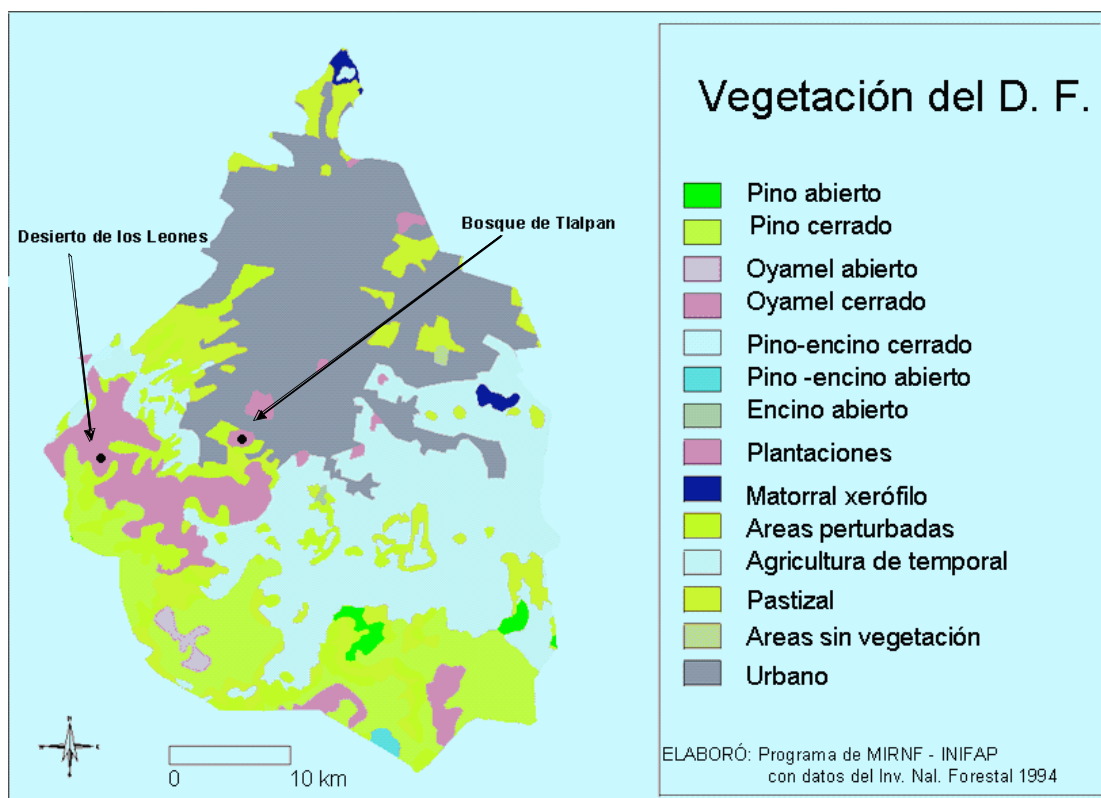 Vegetación del D. F.
Desierto de los Leones
Bosque de Tlalpan
Pino abierto
Pino cerrado
Oyamel abierto
Oyamel cerrado
Pino-encino cerrado
Pino -encino abierto
Encino abierto
Plantaciones
Matorral xerófilo
Areas perturbadas
Agricultura de temporal
Pastizal
Areas sin vegetación
Urbano
0 10 km
ELABORÓ: Programa de MIRNF - INIFAP
con datos del Inv. Nal. Forestal 1994